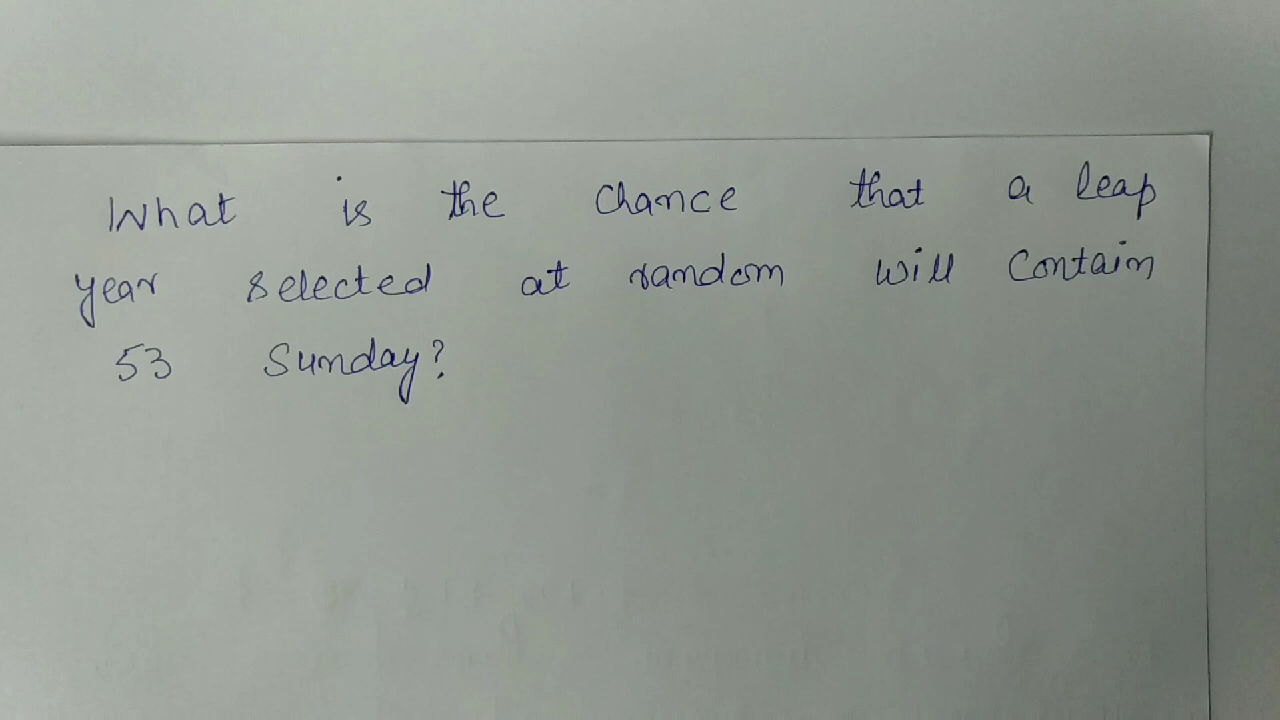 What is the chance that a leap
year selected at random will contain
53 Sunday?